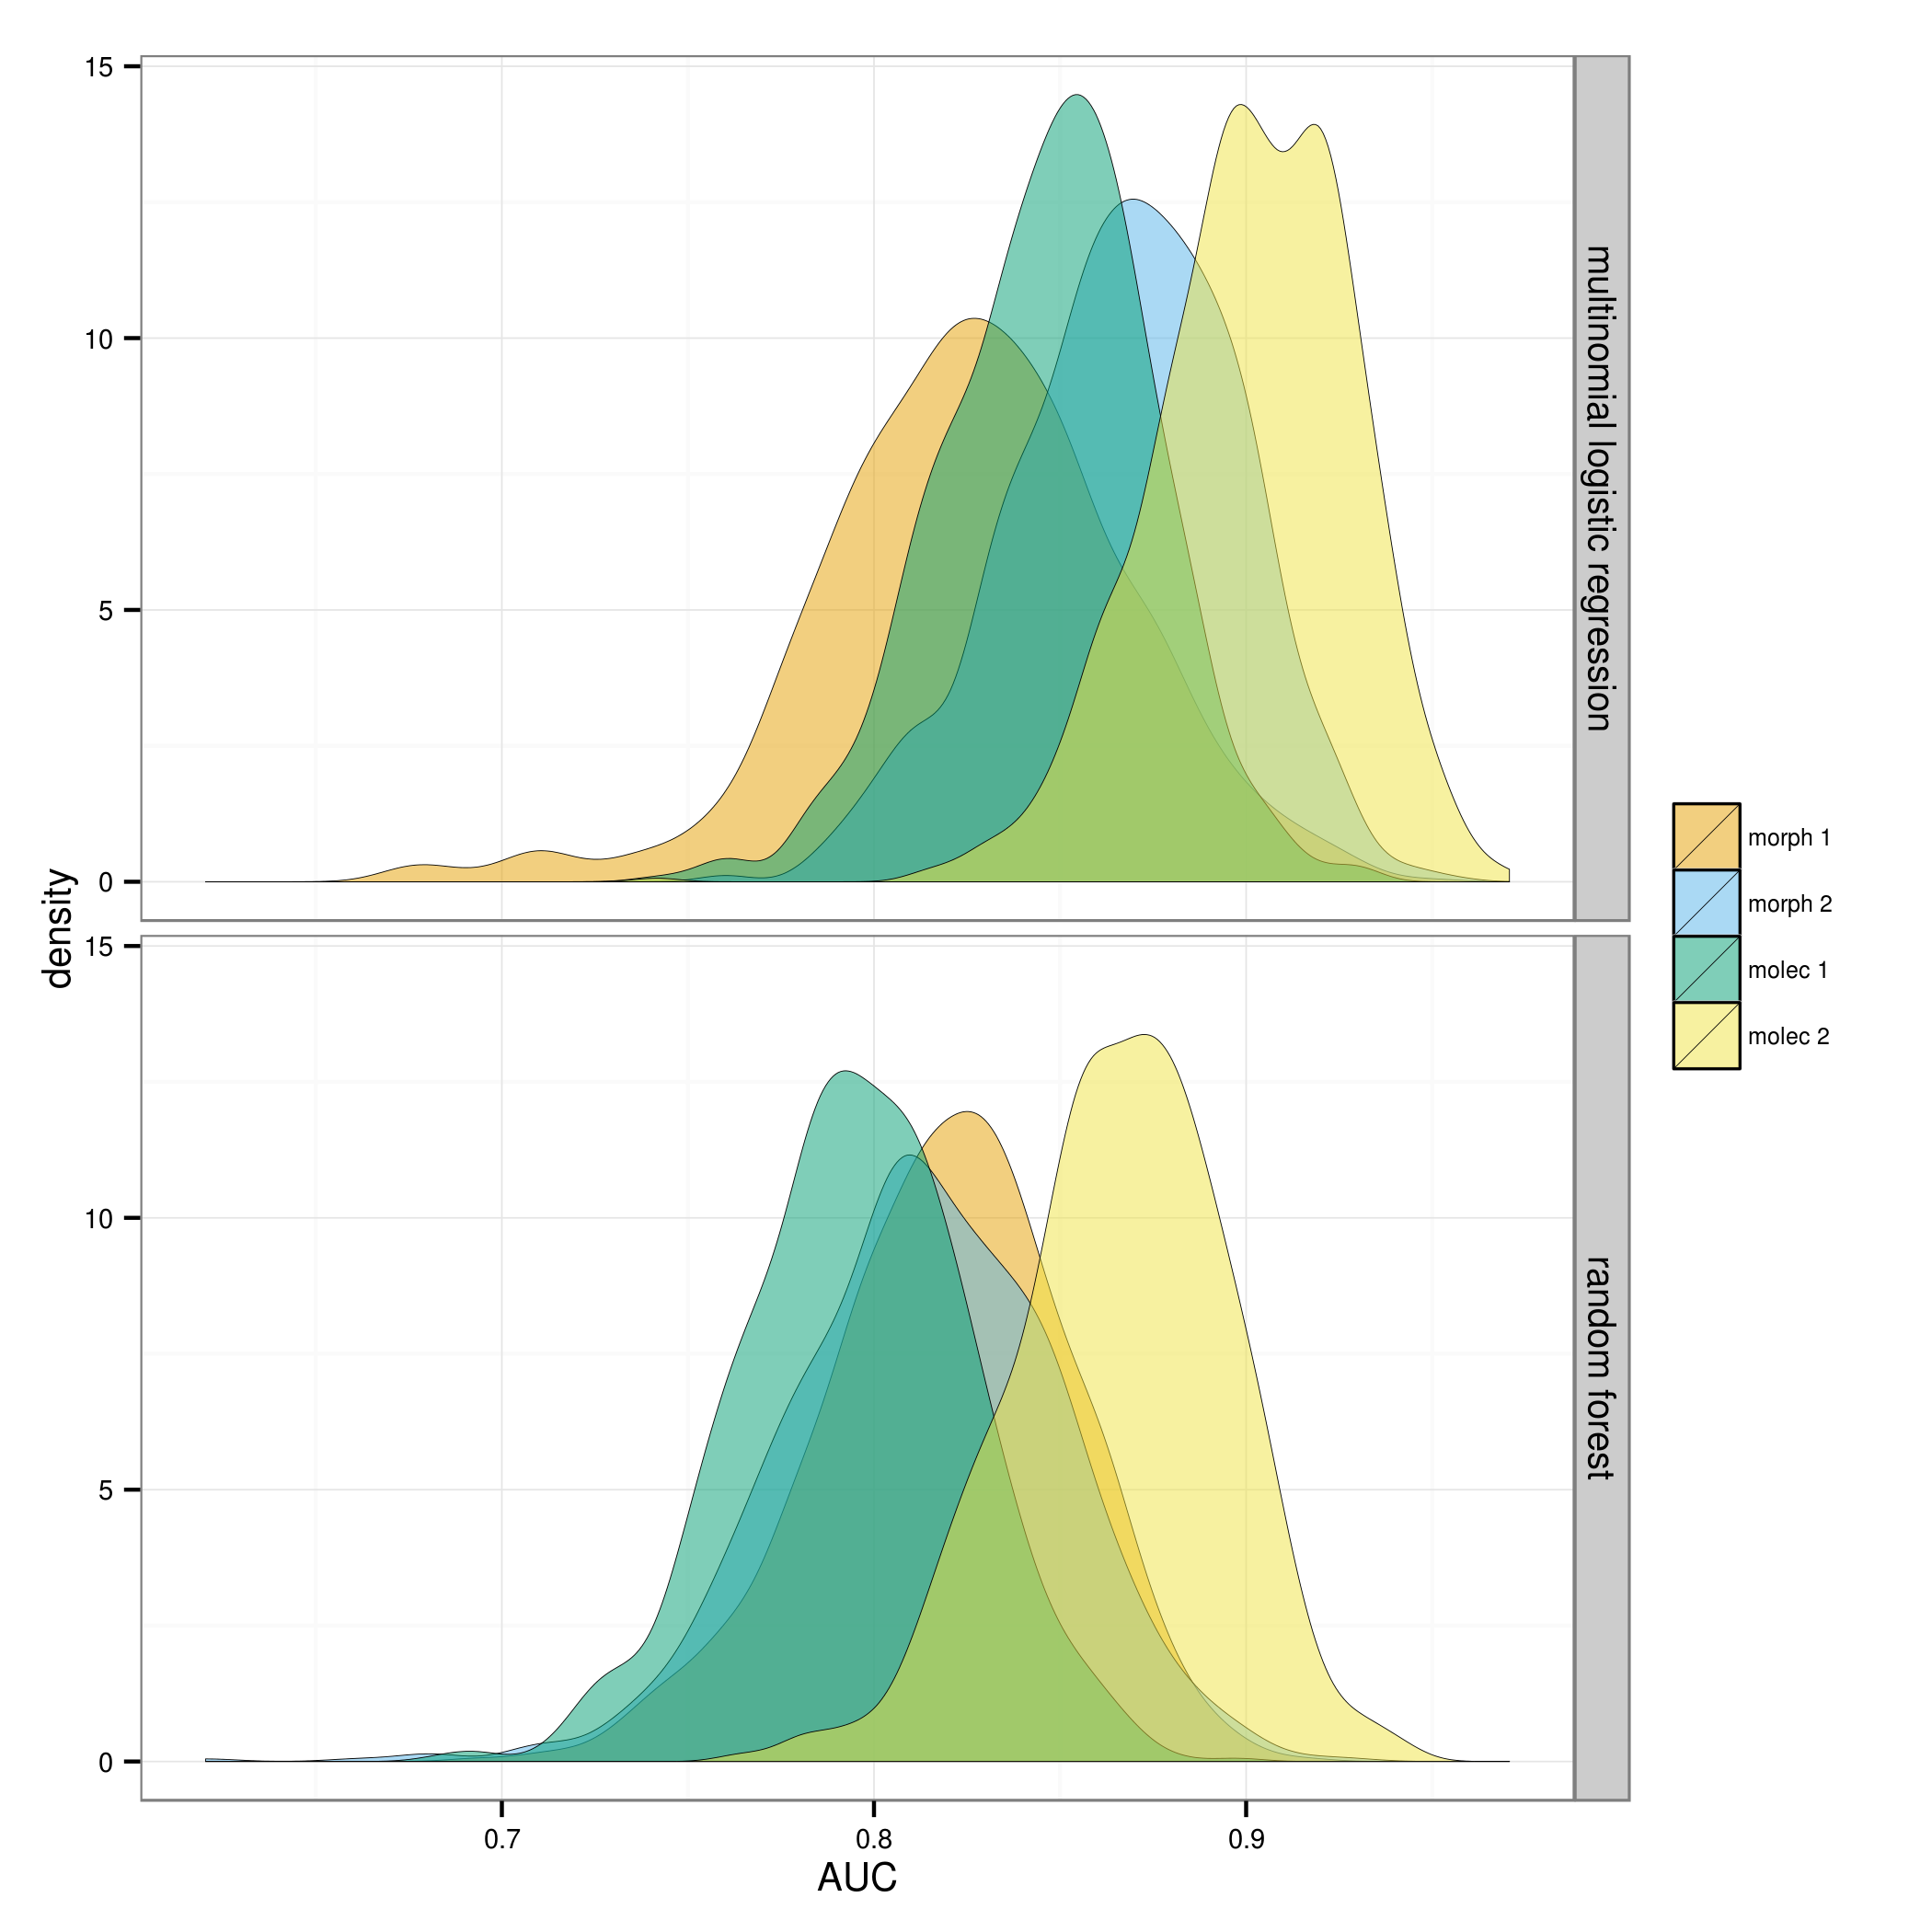 15
10
5
0
multinomial logistic regression
density
15
10
5
0
random forest
0.7
0.8
0.9
AUC
morph 1
morph 2
molec 1
molec 2